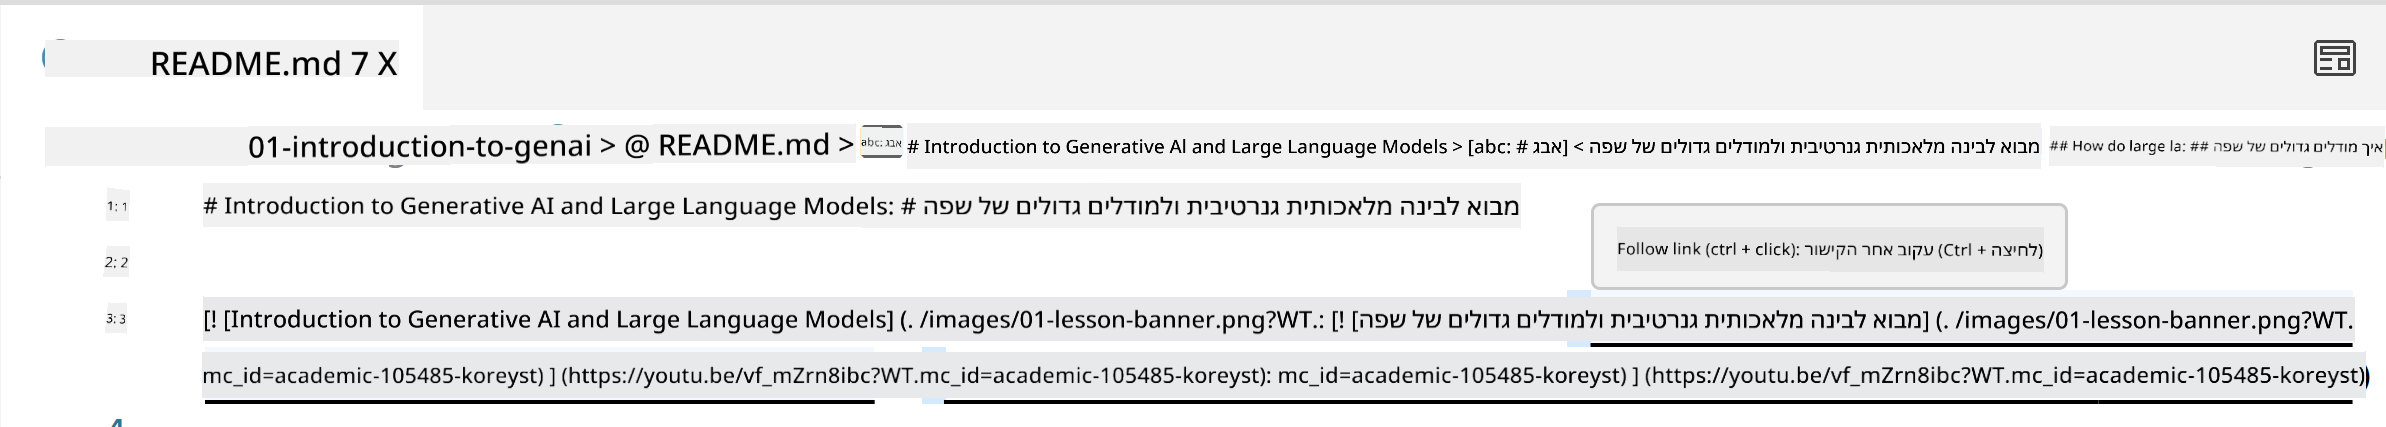 README.md 7 X
01-introduction-to-genai > @ README.md > abc: אבג # Introduction to Generative AI and Large Language Models > [abc: # אבג] > מבוא לבינה מלאכותית גנרטיבית ולמודלים גדולים של שפה ## How do large la: ## איך מודלים גדולים של שפה
1: 1 # Introduction to Generative AI and Large Language Models: # מבוא לבינה מלאכותית גנרטיבית ולמודלים גדולים של שפה
2: 2
Follow link (ctrl + click): עקוב אחר הקישור (Ctrl + לחיצה)
3: 3 [! [Introduction to Generative AI and Large Language Models] (. /images/01-lesson-banner.png?WT.: [! [מבוא לבינה מלאכותית גנרטיבית ולמודלים גדולים של שפה] (. /images/01-lesson-banner.png?WT.
mc_id=academic-105485-koreyst) ] (https://youtu.be/vf_mZrn8ibc?WT.mc_id=academic-105485-koreyst): mc_id=academic-105485-koreyst) ] (https://youtu.be/vf_mZrn8ibc?WT.mc_id=academic-105485-koreyst))